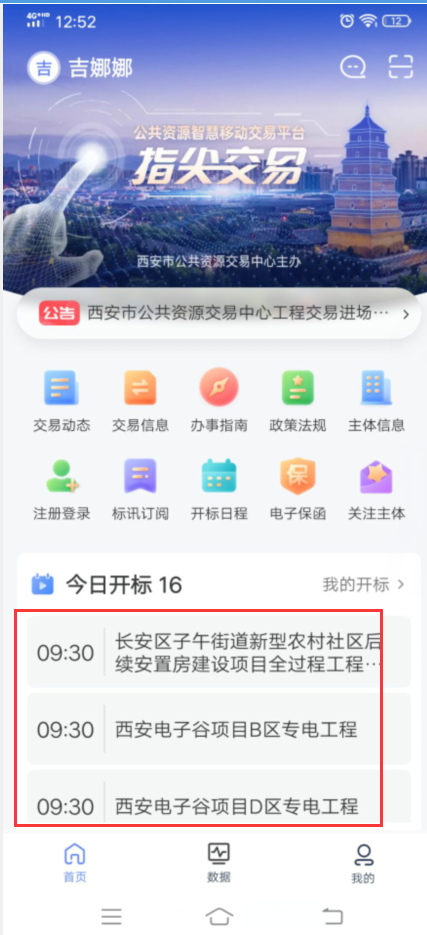 4G+HD 12:52 12
吉 吉娜娜
公共资源智慧移动交易平台
指尖交易
西安市公共资源交易中心主办
公告 西安市公共资源交易中心工程交易进场…
交易动态 交易信息 办事指南 政策法规 主体信息
保
注册登录 标讯订阅 开标日程 电子保函 关注主体
今日开标 16 我的开标
09:30 长安区子午街道新型农村社区后
续安置房建设项目全过程工程…
09:30 西安电子谷项目B区专电工程
09:30 西安电子谷项目D区专电工程
首页 数据 我的